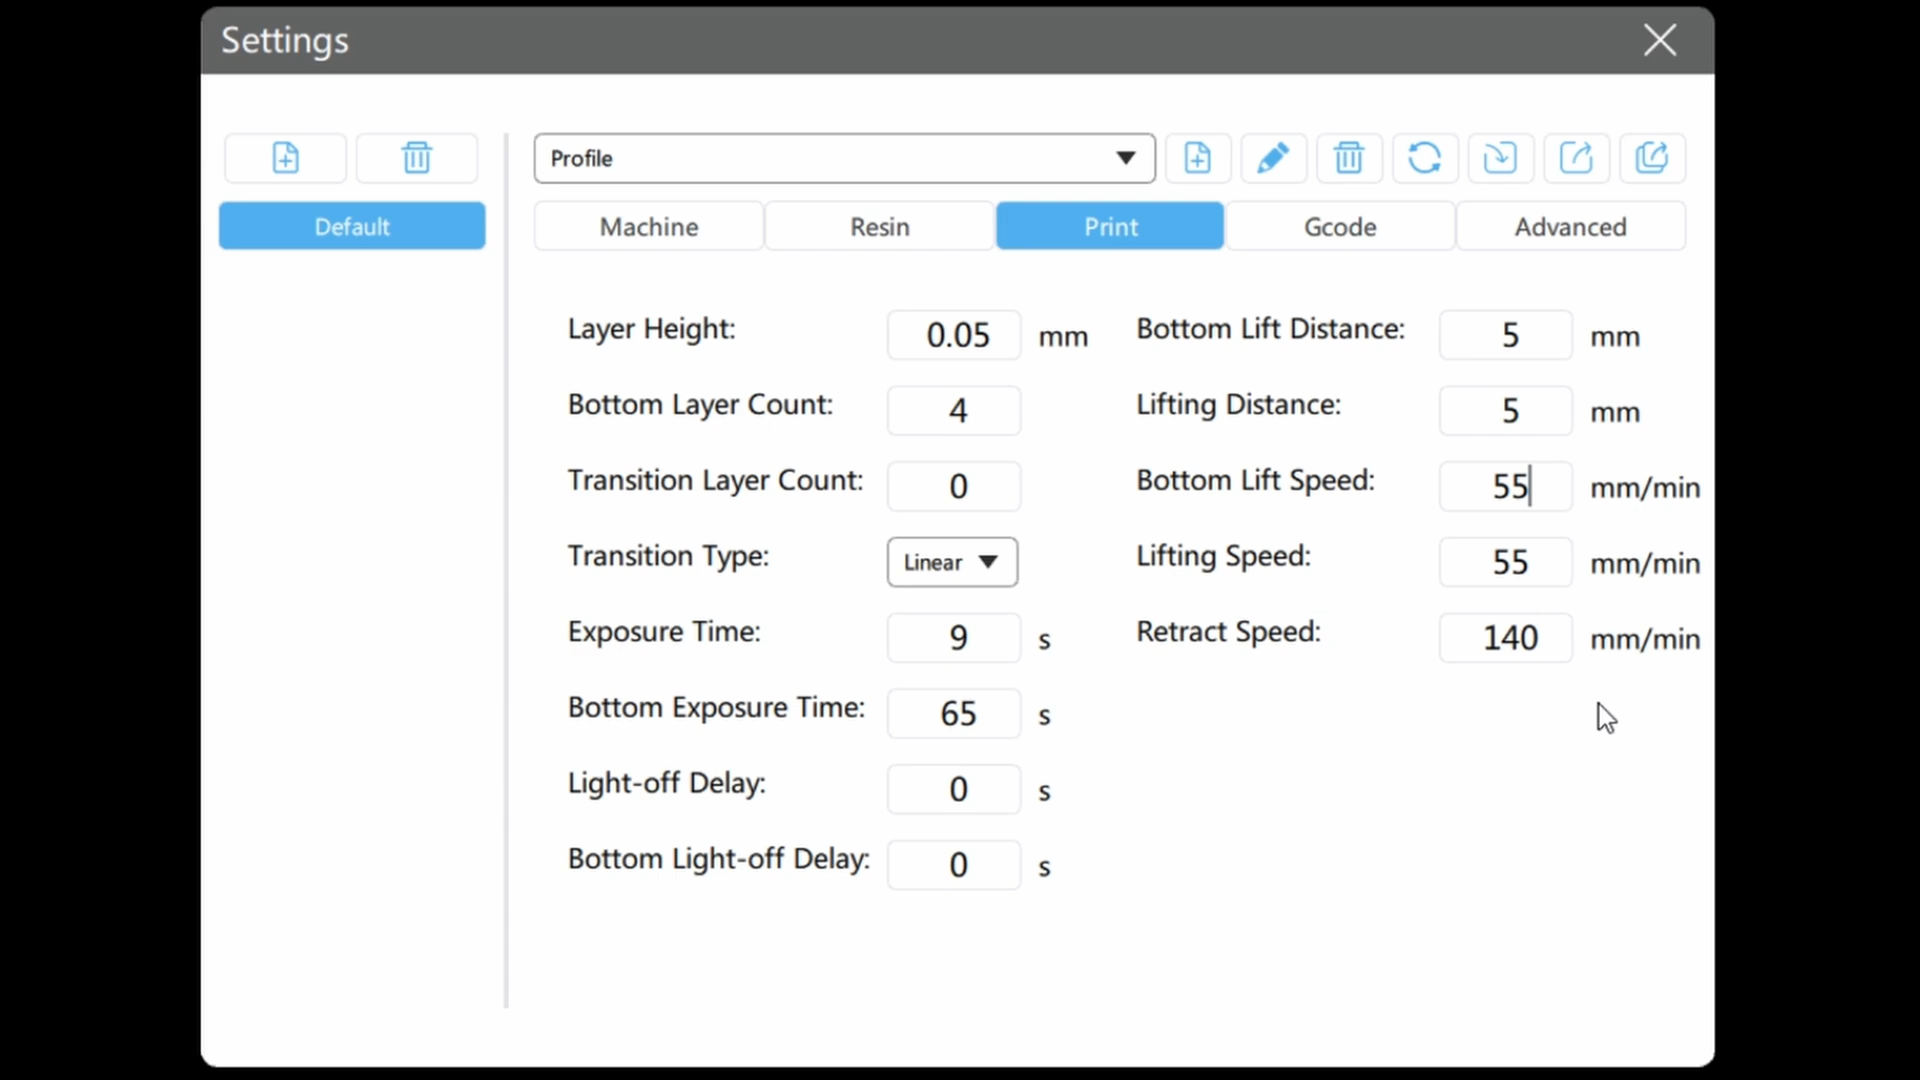 Settings
Profile
Default
Machine
Resin
Print
Gcode
Advanced
Layer Height: 0.05 mm
Bottom Lift Distance: 5 mm
Bottom Layer Count: 4
Lifting Distance: 5 mm
Transition Layer Count: 0
Bottom Lift Speed: 55 mm/min
Transition Type: Linear
Lifting Speed: 55 mm/min
Exposure Time: 9 s
Retract Speed: 140 mm/min
Bottom Exposure Time: 65 s
Light-off Delay: 0 s
Bottom Light-off Delay: 0 s